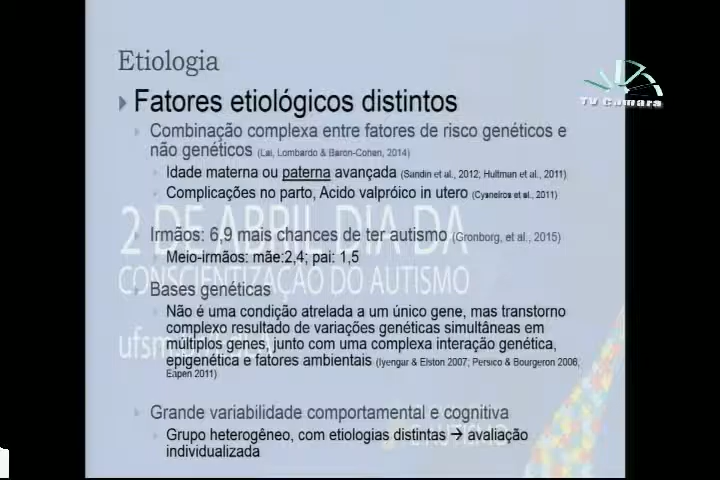 Etiologia
TV Camara
Fatores etiológicos distintos
Combinação complexa entre fatores de risco genéticos e
não genéticos (Lai, Lombardo & Baron-Cohen, 2014)
Idade materna ou paterna avançada (Sandin et al., 2012; Hultman et al., 2011)
Complicações no parto, Acido valpróico in utero (Cysneiros et al., 2011)
2 DE ABRIL DIA DA
Irmãos: 6,9 mais chances de ter autismo (Gronborg, et al., 2015)
Meio-irmãos: mãe:2,4; pai: 1,5
CONSCIENTIZAÇÃO DO AUTISMO
Bases genéticas
Não é uma condição atrelada a um único gene, mas transtorno
complexo resultado de variações genéticas simultâneas em
múltiplos genes, junto com uma complexa interação genética,
epigenética e fatores ambientais (Iyengar & Elston 2007; Persico & Bourgeron 2006;
Eapen 2011)
Grande variabilidade comportamental e cognitiva
Grupo heterogêneo, com etiologias distintas → avaliação
individualizada